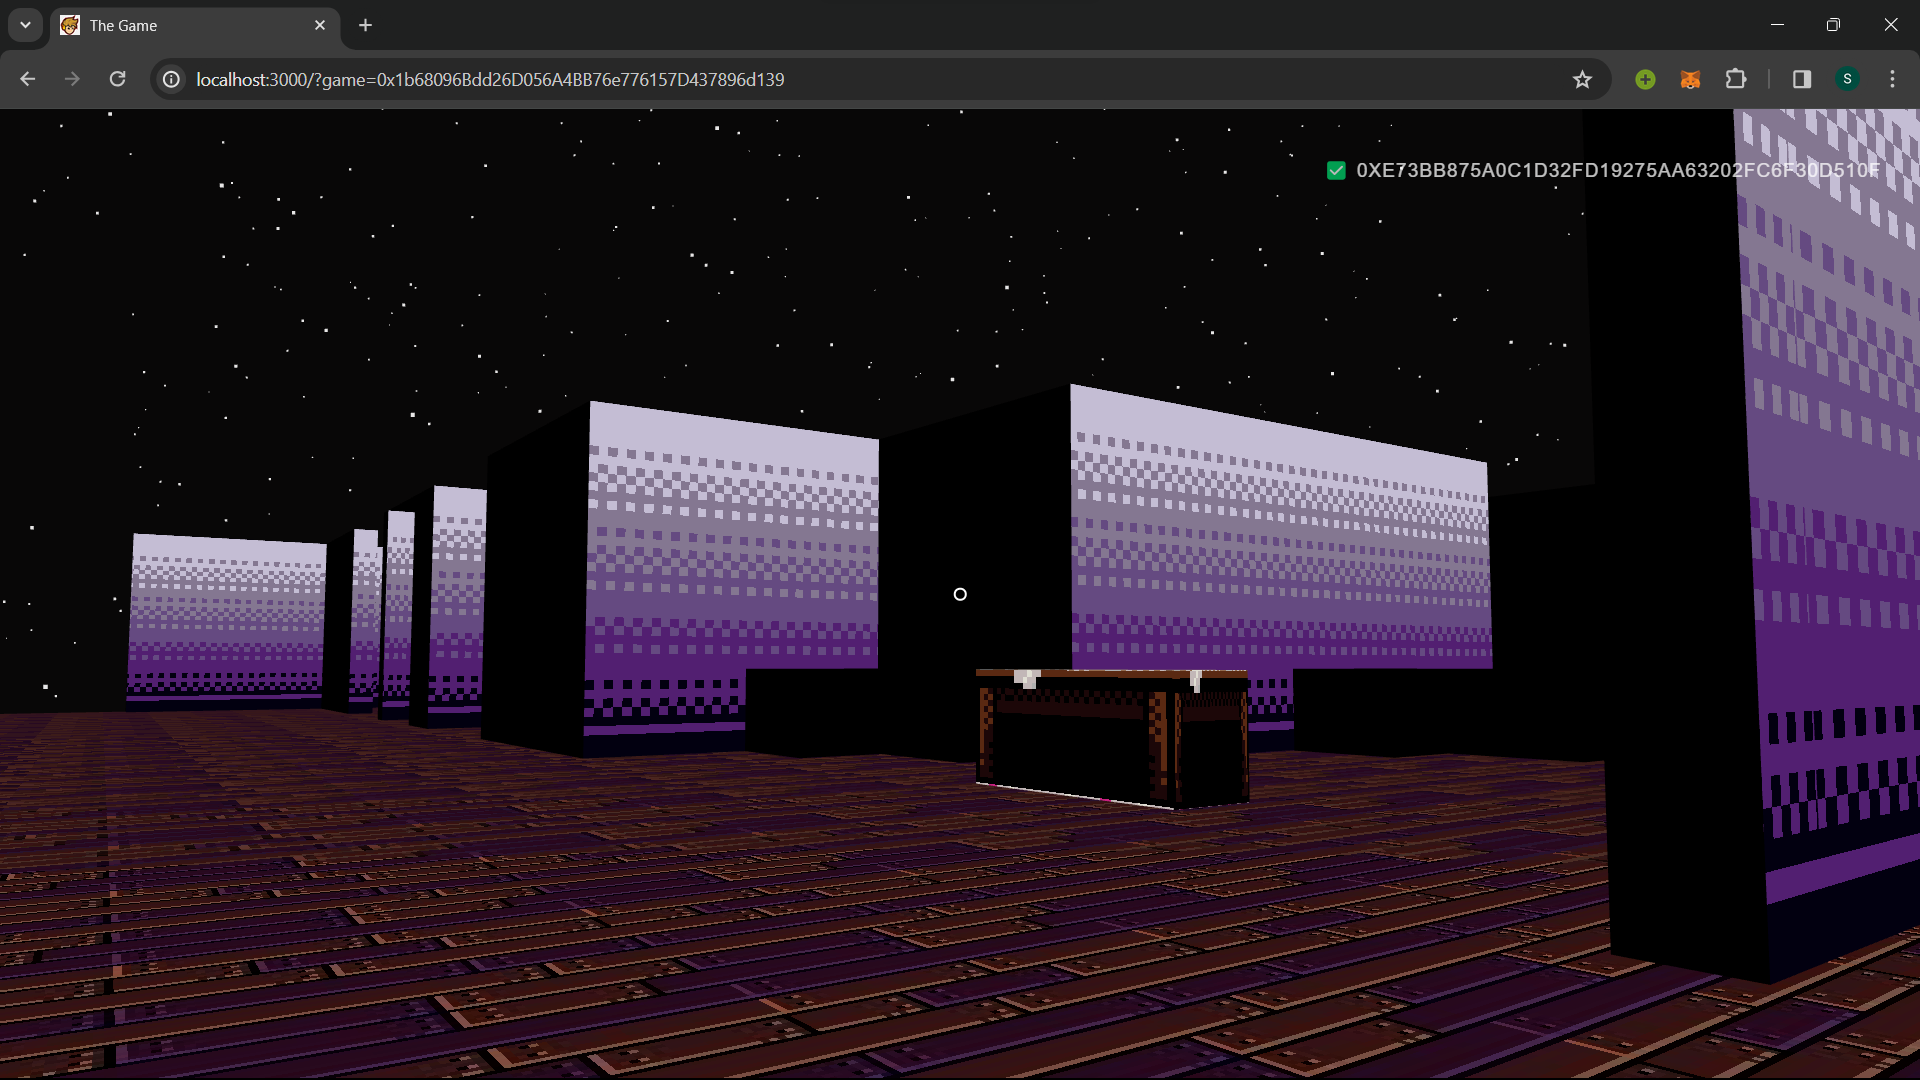 The Game
localhost:3000/?game=0x1b68096Bdd26D056A4BB76e776157D437896d139
S
0XE73BB875A0C1D32FD19275AA63202FC6F30D510F